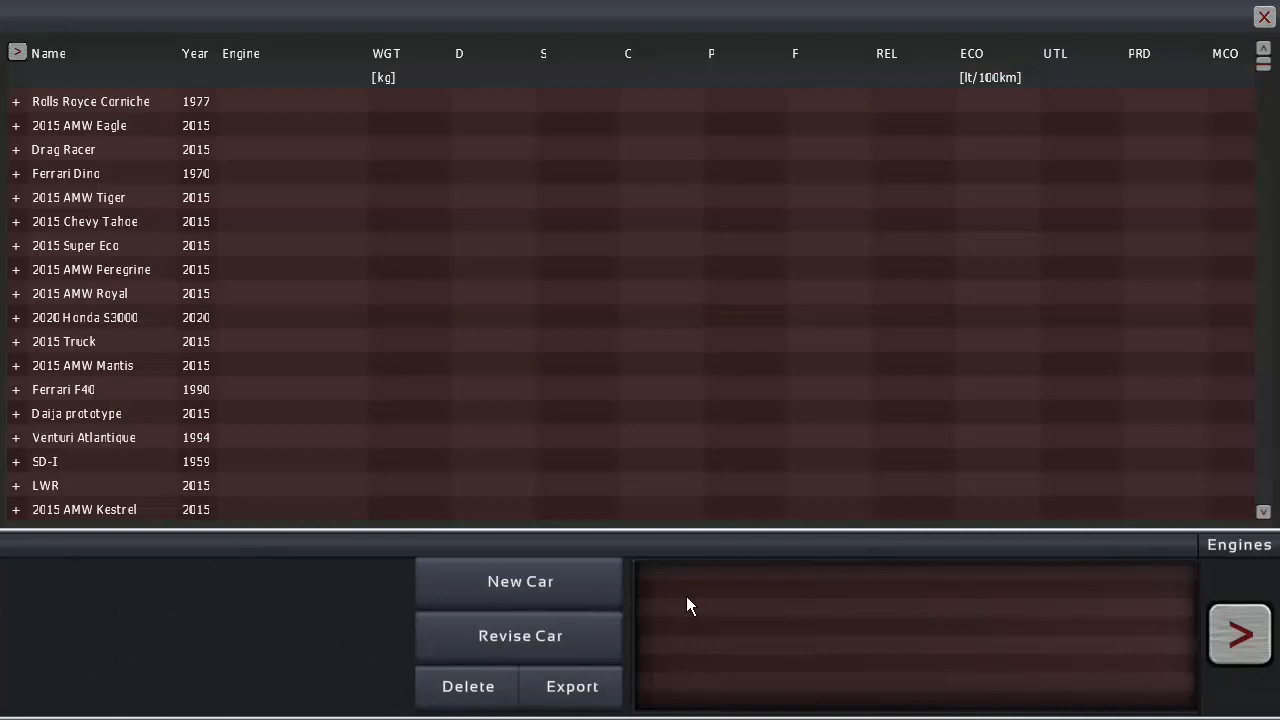 > Name Year Engine WGT D S C P F REL ECO UTL PRD MCO
[kg] [lt/100km]
+ Rolls Royce Corniche 1977
+ 2015 AMW Eagle 2015
+ Drag Racer 2015
+ Ferrari Dino 1970
+ 2015 AMW Tiger 2015
+ 2015 Chevy Tahoe 2015
+ 2015 Super Eco 2015
+ 2015 AMW Peregrine 2015
+ 2015 AMW Royal 2015
+ 2020 Honda S3000 2020
+ 2015 Truck 2015
+ 2015 AMW Mantis 2015
+ Ferrari F40 1990
+ Daija prototype 2015
+ Venturi Atlantique 1994
+ SD-I 1959
+ LWR 2015
+ 2015 AMW Kestrel 2015
Engines
New Car
Revise Car
>
Delete Export